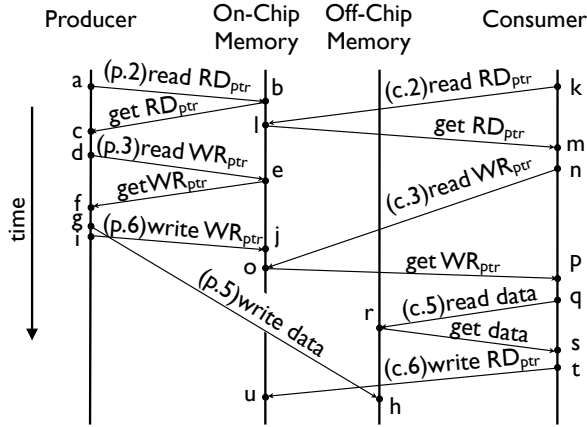 Producer
On-Chip
Memory
Off-Chip
Memory
Consumer
a
(p.2)read RDptr
b
(c.2)read RDptr
k
get RDptr
c
l
get RDptr
m
d
(p.3)read WRptr
e
n
getWRptr
(c.3)read WRptr
f
g
(p.6)write WRptr
i
j
o
get WRptr
p
(p.5)write data
(c.5)read data
q
r
get data
s
(c.6)write RDptr
t
u
h
time